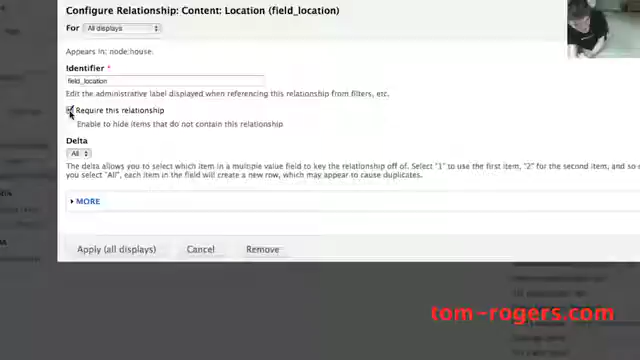 Configure Relationship: Content: Location (field_location)
For All displays
Appears in: node:house.
Identifier *
field_location
Edit the administrative label displayed when referencing this relationship from filters, etc.
Require this relationship
Enable to hide items that do not contain this relationship
Delta
All
The delta allows you to select which item in a multiple value field to key the relationship off of. Select "1" to use the first item, "2" for the second item, and so o
you select "All", each item in the field will create a new row, which may appear to cause duplicates.
MORE
Apply (all displays) Cancel Remove
tom-rogers.com